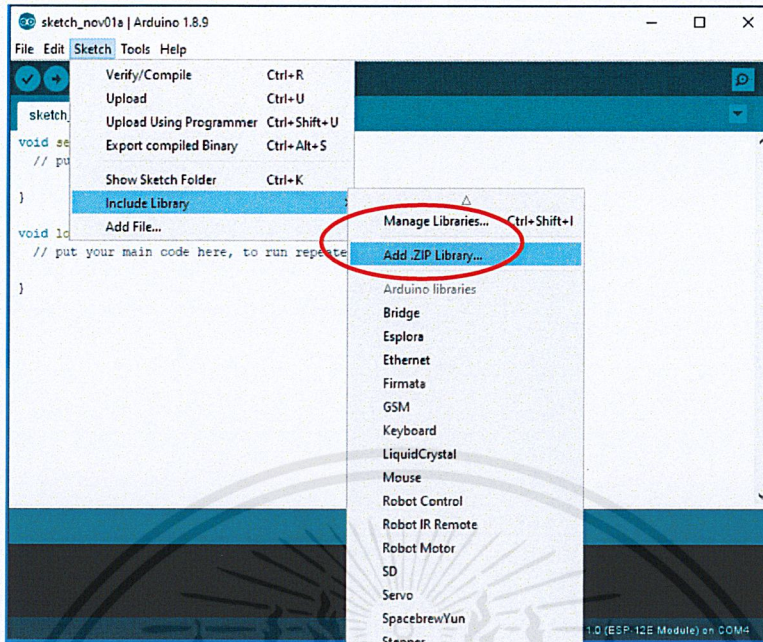 sketch_nov01a | Arduino 1.8.9
File Edit Sketch Tools Help
Verify/Compile Ctrl+R
Upload Ctrl+U
Upload Using Programmer Ctrl+Shift+U
Export compiled Binary Ctrl+Alt+S
Show Sketch Folder Ctrl+K
Include Library
Add File...
sketch_
void se
// pu
}
void lo
// put your main code here, to run repeate
}
Manage Libraries... Ctrl+Shift+I
Add .ZIP Library...
Arduino libraries
Bridge
Esplora
Ethernet
Firmata
GSM
Keyboard
LiquidCrystal
Mouse
Robot Control
Robot IR Remote
Robot Motor
SD
Servo
SpacebrewYun
Stepper
1.0 (ESP-12E Module) on COM4